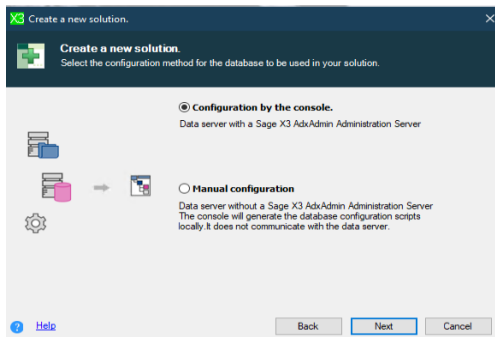 X3 Create a new solution.
Create a new solution.
Select the configuration method for the database to be used in your solution.
Configuration by the console.
Data server with a Sage X3 AdxAdmin Administration Server
Manual configuration
Data server without a Sage X3 AdxAdmin Administration Server
The console will generate the database configuration scripts
locally.It does not communicate with the data server.
? Help
Back
Next
Cancel